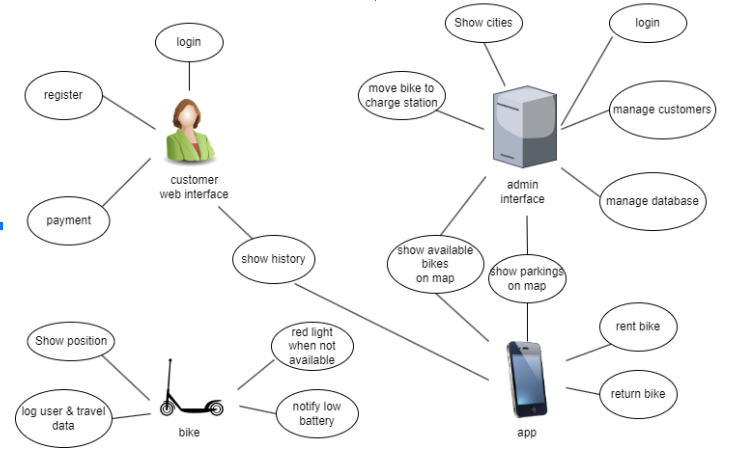 Show cities
login
login
move bike to
charge station
register
manage customers
customer
web interface
admin
interface
manage database
payment
show available
bikes
on map
show history
show parkings
on map
red light
when not
available
rent bike
Show position
return bike
log user & travel
data
notify low
battery
bike
app